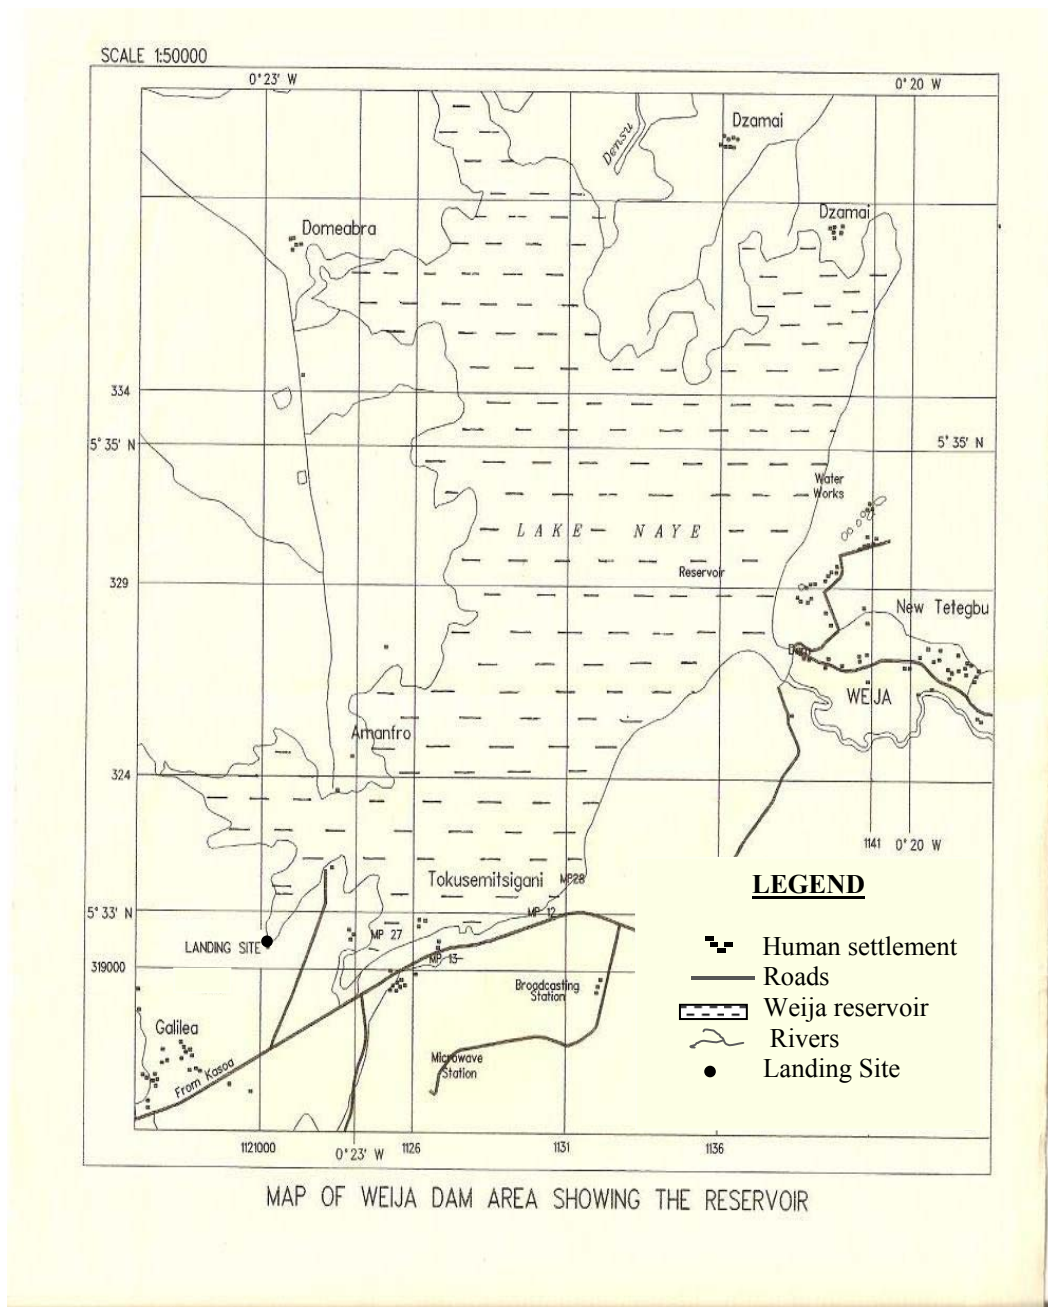 SCALE 1:50000
0° 23' W
0° 20 W
Densu
Dzamai
Dzamai
Domeabra
334
5° 35' N
5° 35' N
Water
Works
LAKE NAYE
Reservoir
329
New Tetegbu
Dam
WEIJA
Amanfro
324
1141
0° 20 W
Tokusemitsigani
MP28
LEGEND
5° 33' N
MP 12
MP 27
LANDING SITE
MP 13
Human settlement
319000
Roads
Broadcasting
Station
Weija reservoir
Galilea
Rivers
From Kasoa
Microwave
Station
Landing Site
1121000
0° 23' W
1126
1131
1136
MAP OF WEIJA DAM AREA SHOWING THE RESERVOIR